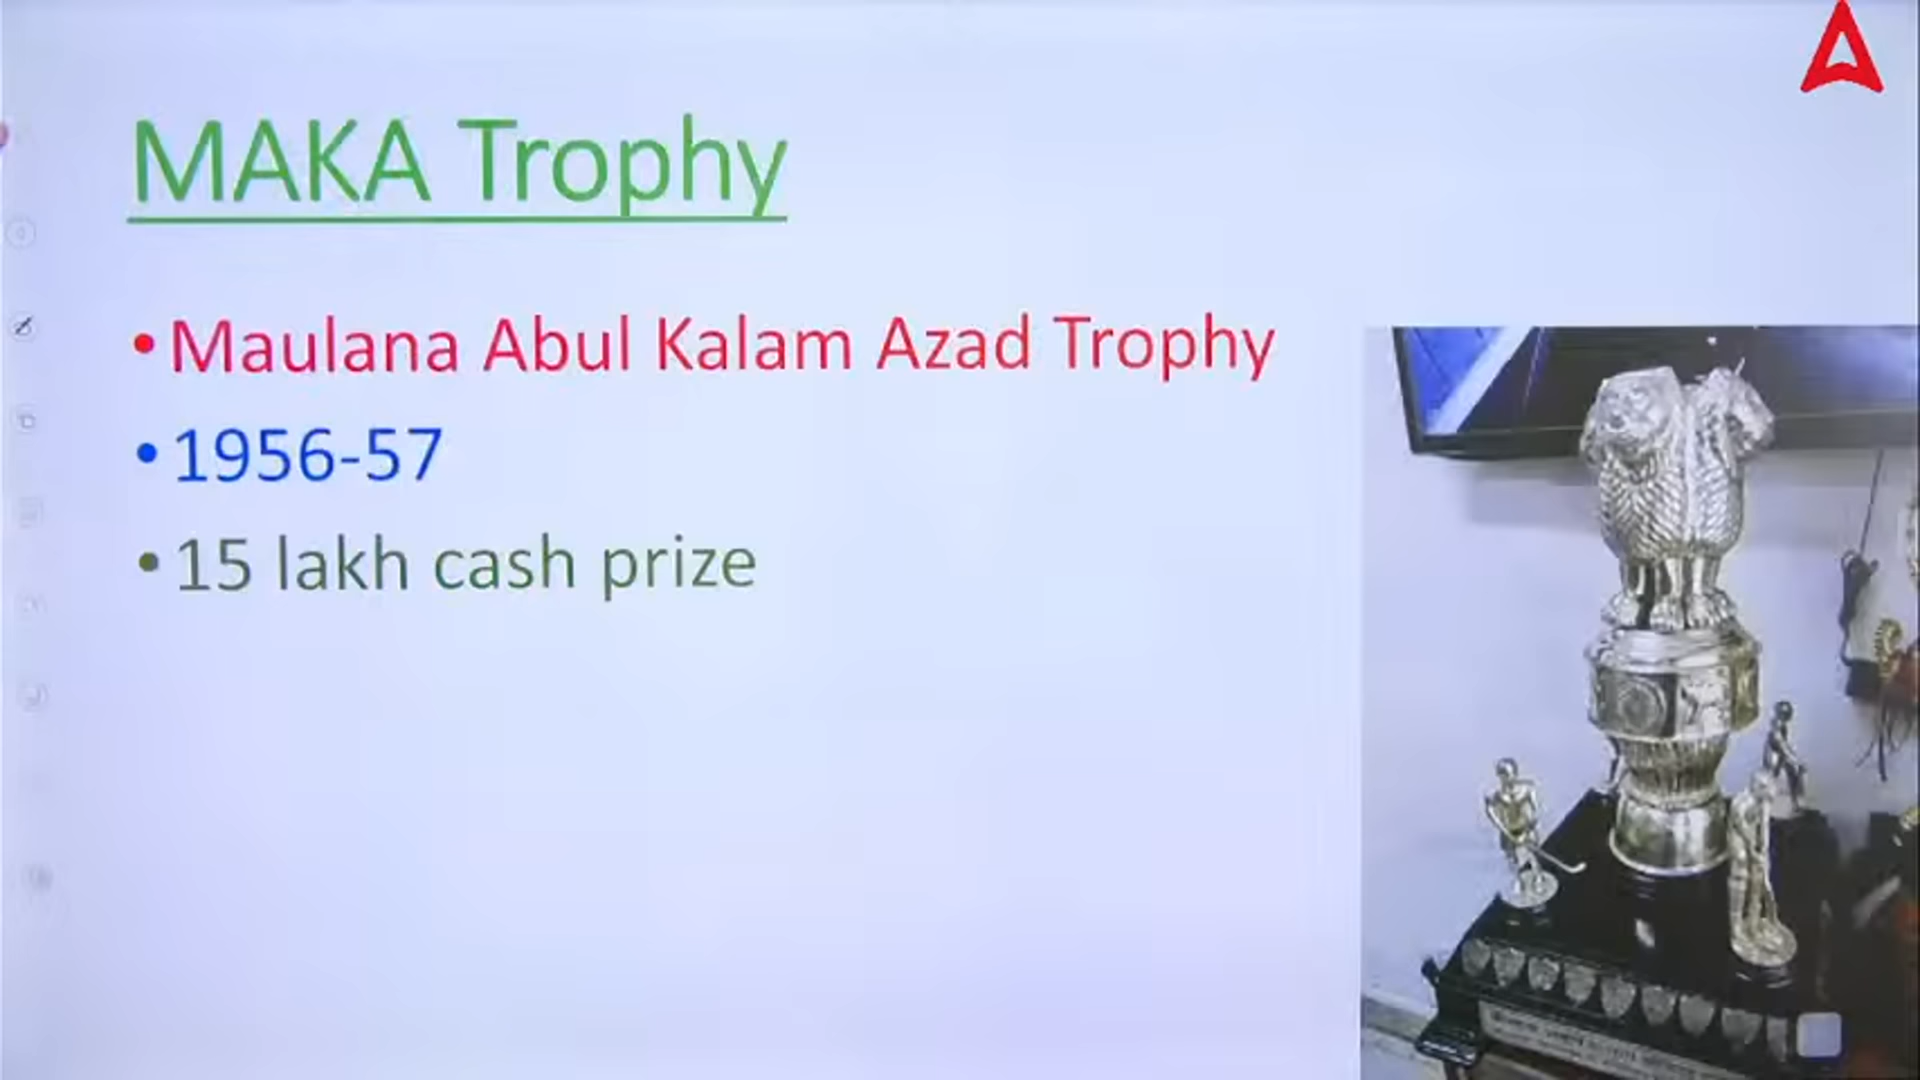 MAKA Trophy
• Maulana Abul Kalam Azad Trophy
• 1956-57
• 15 lakh cash prize